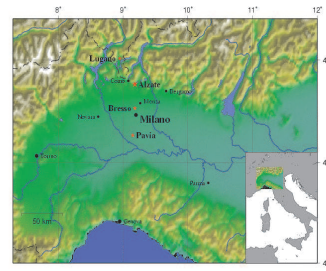 7° 8° 9° 10° 11° 12°
Lugano
Como
Alzate
Bergamo
Bresso
Monza
Novara
Milano
Pavia
Torino
Parma
50 km
Genova